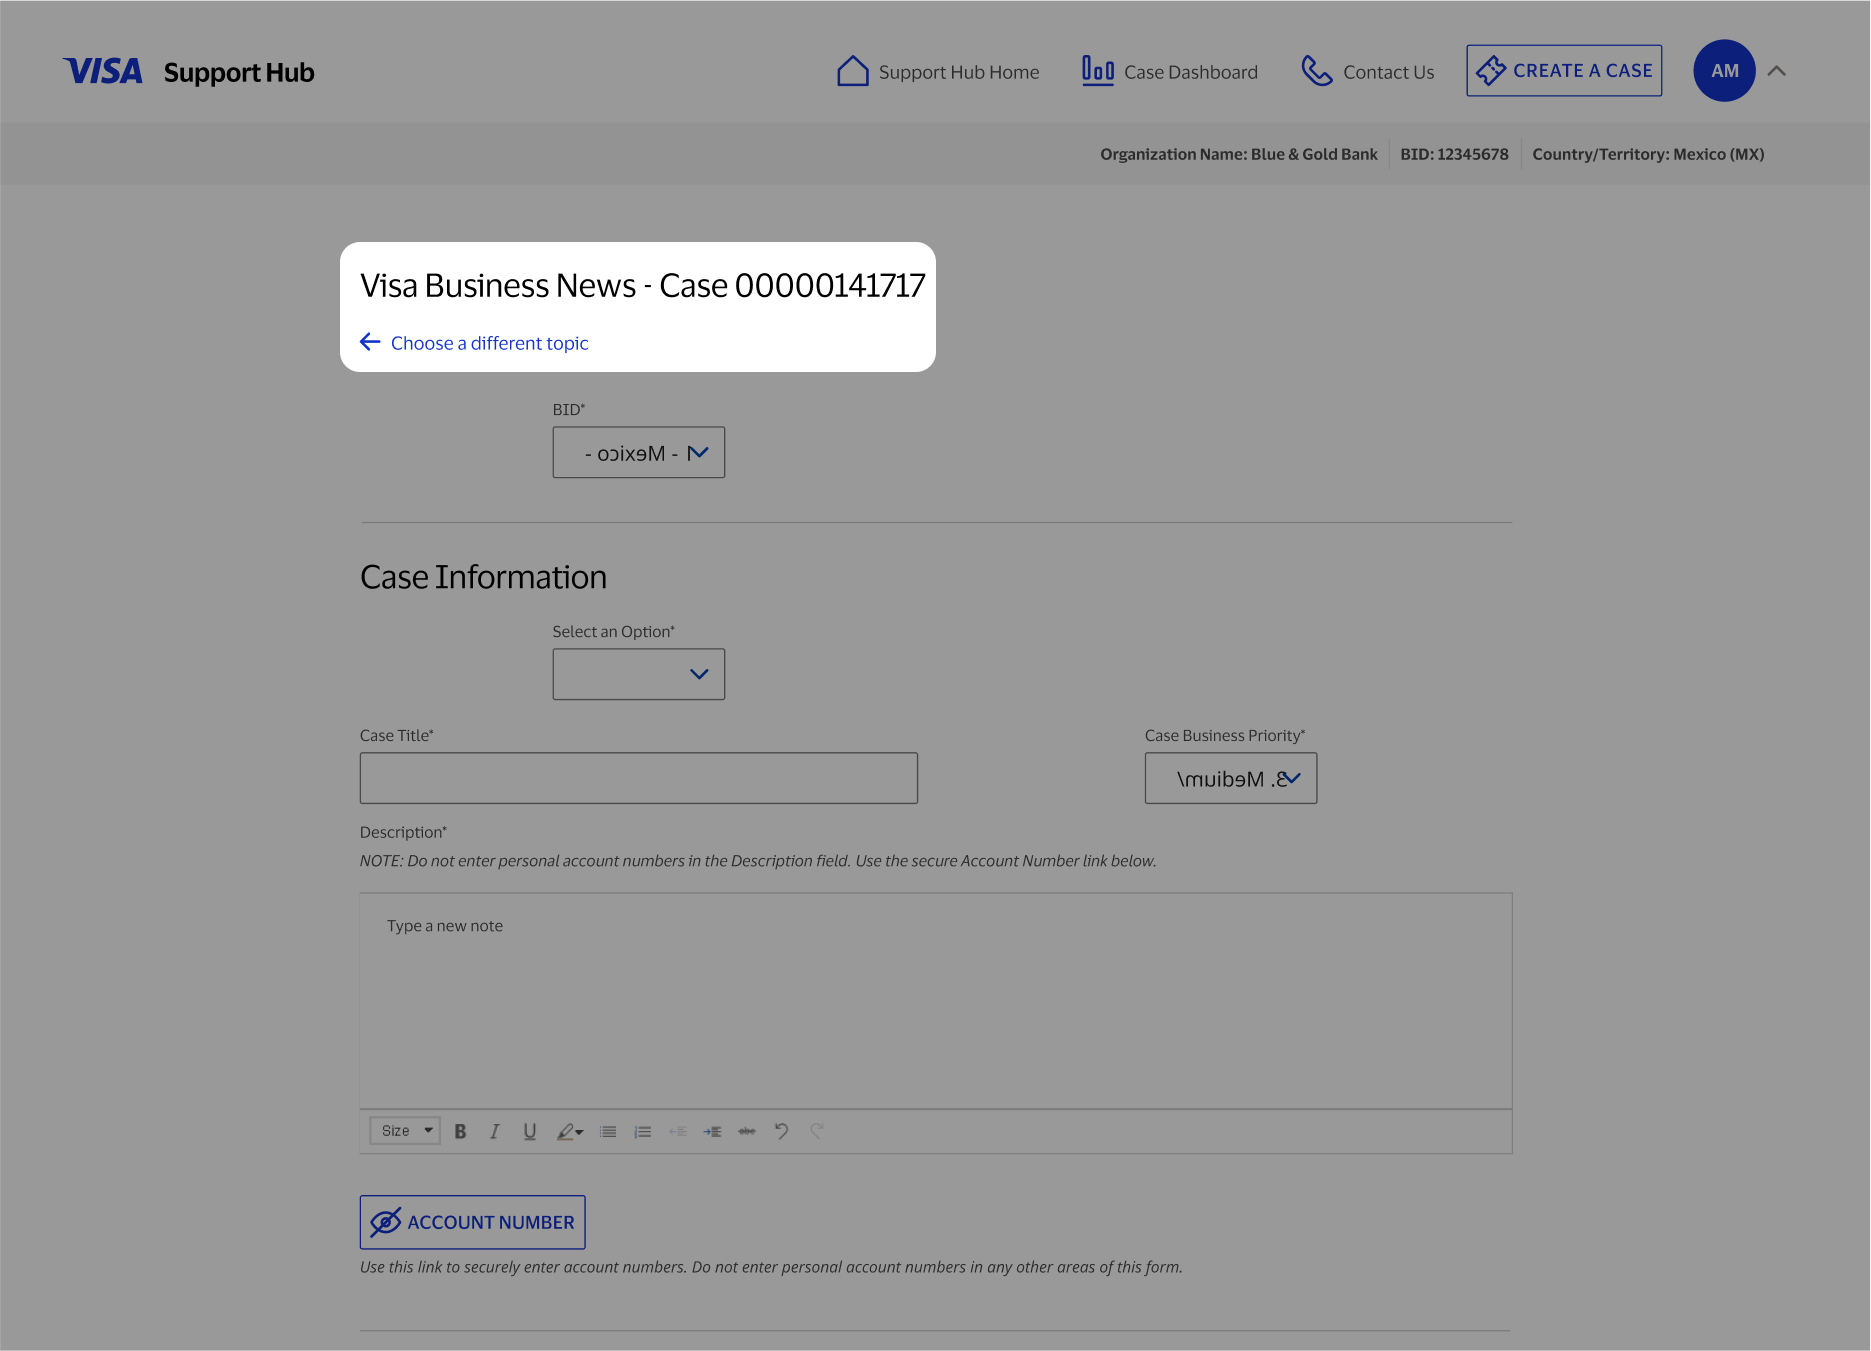 VISA Support Hub
Support Hub Home
Case Dashboard
Contact Us
CREATE A CASE
AM
Organization Name: Blue & Gold Bank
BID: 12345678
Country/Territory: Mexico (MX)
Visa Business News - Case 00000141717
Choose a different topic
BID*
- Mexico -
Case Information
Select an Option*
Case Title*
Case Business Priority*
3. Medium/
Description*
NOTE: Do not enter personal account numbers in the Description field. Use the secure Account Number link below.
Type a new note
Size
B I U
abc
ACCOUNT NUMBER
Use this link to securely enter account numbers. Do not enter personal account numbers in any other areas of this form.